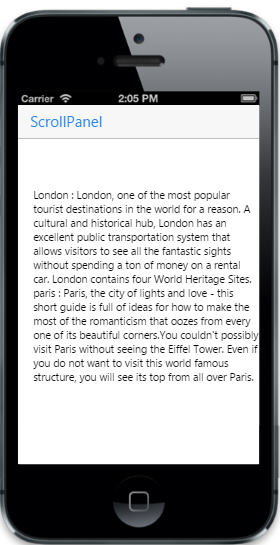 Carrier 2:05 PM
ScrollPanel
London : London, one of the most popular
tourist destinations in the world for a reason. A
cultural and historical hub, London has an
excellent public transportation system that
allows visitors to see all the fantastic sights
without spending a ton of money on a rental
car. London contains four World Heritage Sites.
paris : Paris, the city of lights and love - this
short guide is full of ideas for how to make the
most of the romanticism that oozes from every
one of its beautiful corners.You couldn't possibly
visit Paris without seeing the Eiffel Tower. Even if
you do not want to visit this world famous
structure, you will see its top from all over Paris.